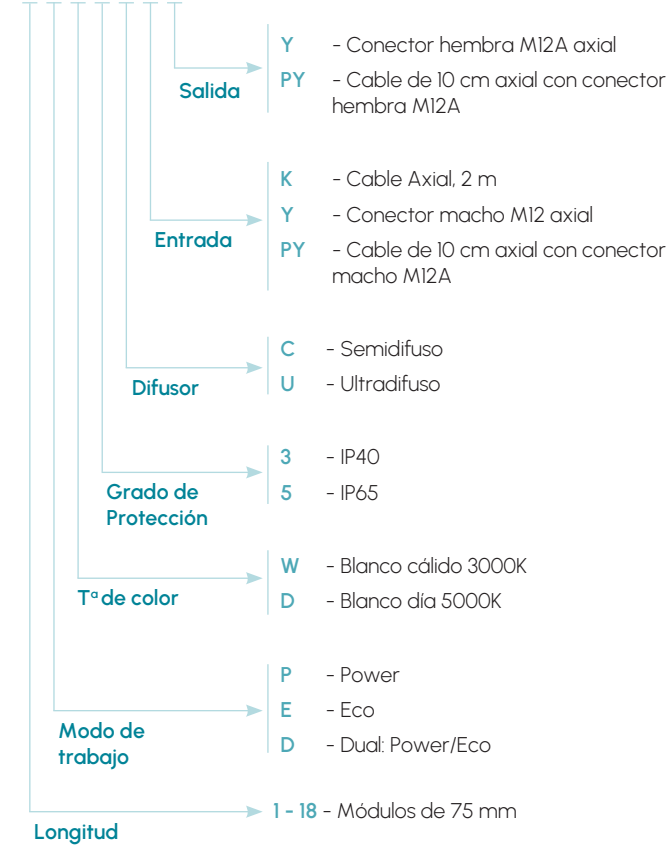 Y - Conector hembra M12A axial
PY - Cable de 10 cm axial con conector
hembra M12A
Salida
K - Cable Axial, 2 m
Y - Conector macho M12 axial
PY - Cable de 10 cm axial con conector
macho M12A
Entrada
C - Semidifuso
U - Ultradifuso
Difusor
3 - IP40
5 - IP65
Grado de
Protección
W - Blanco cálido 3000K
D - Blanco día 5000K
Tª de color
P - Power
E - Eco
D - Dual: Power/Eco
Modo de
trabajo
1 - 18 - Módulos de 75 mm
Longitud